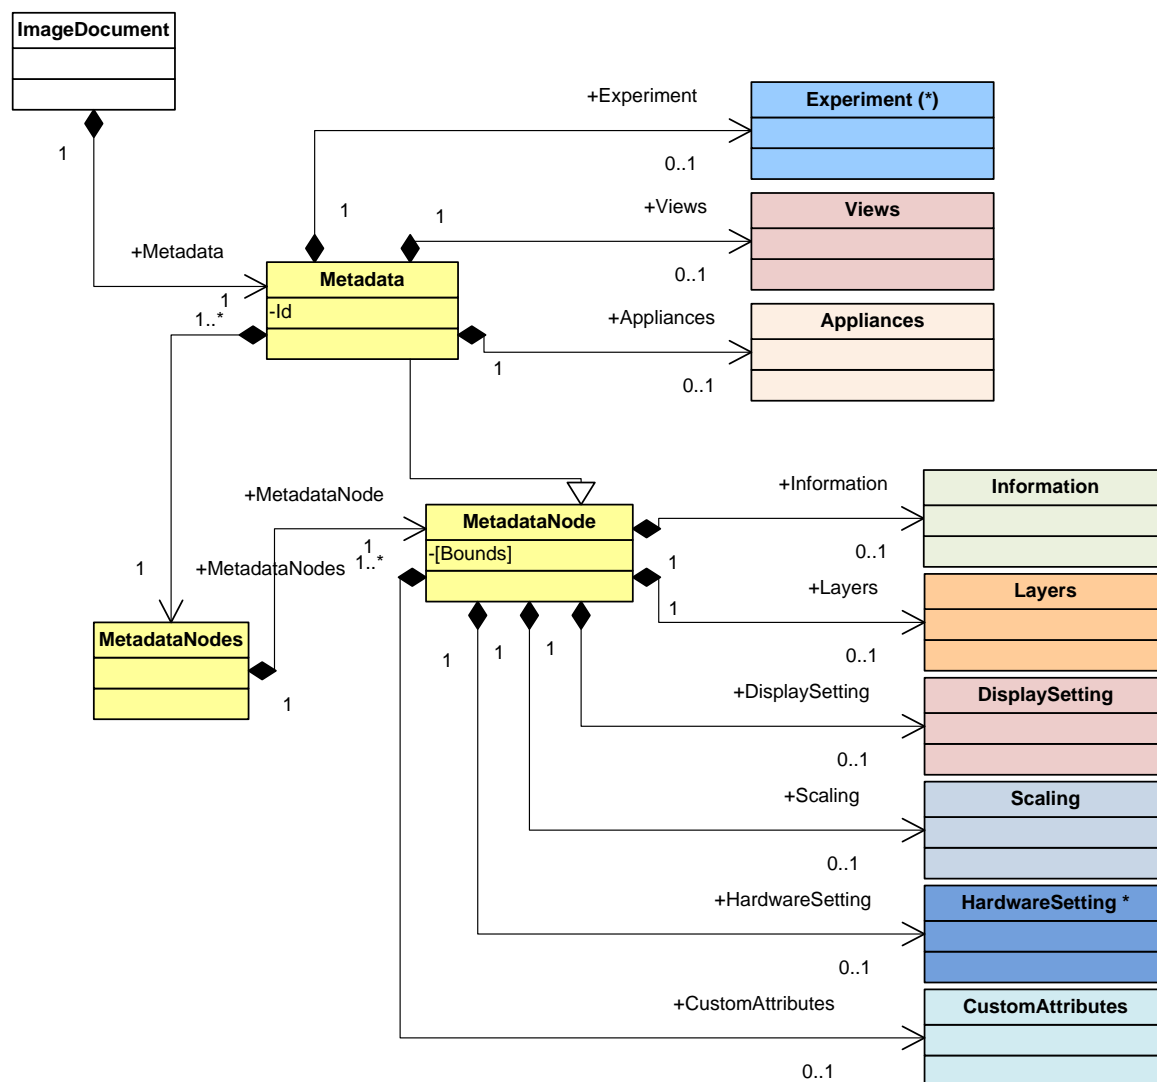 ImageDocument
1
+Experiment
Experiment (*)
0..1
1
1
+Views
Views
0..1
+Metadata
1
Metadata
-Id
1..*
+Appliances
Appliances
1
0..1
+MetadataNode
1
1..*
MetadataNode
-[Bounds]
+Information
Information
0..1
1
+MetadataNodes
1
+Layers
Layers
1
0..1
MetadataNodes
1
1
1
1
+DisplaySetting
DisplaySetting
0..1
+Scaling
Scaling
0..1
+HardwareSetting
HardwareSetting *
0..1
+CustomAttributes
CustomAttributes
0..1